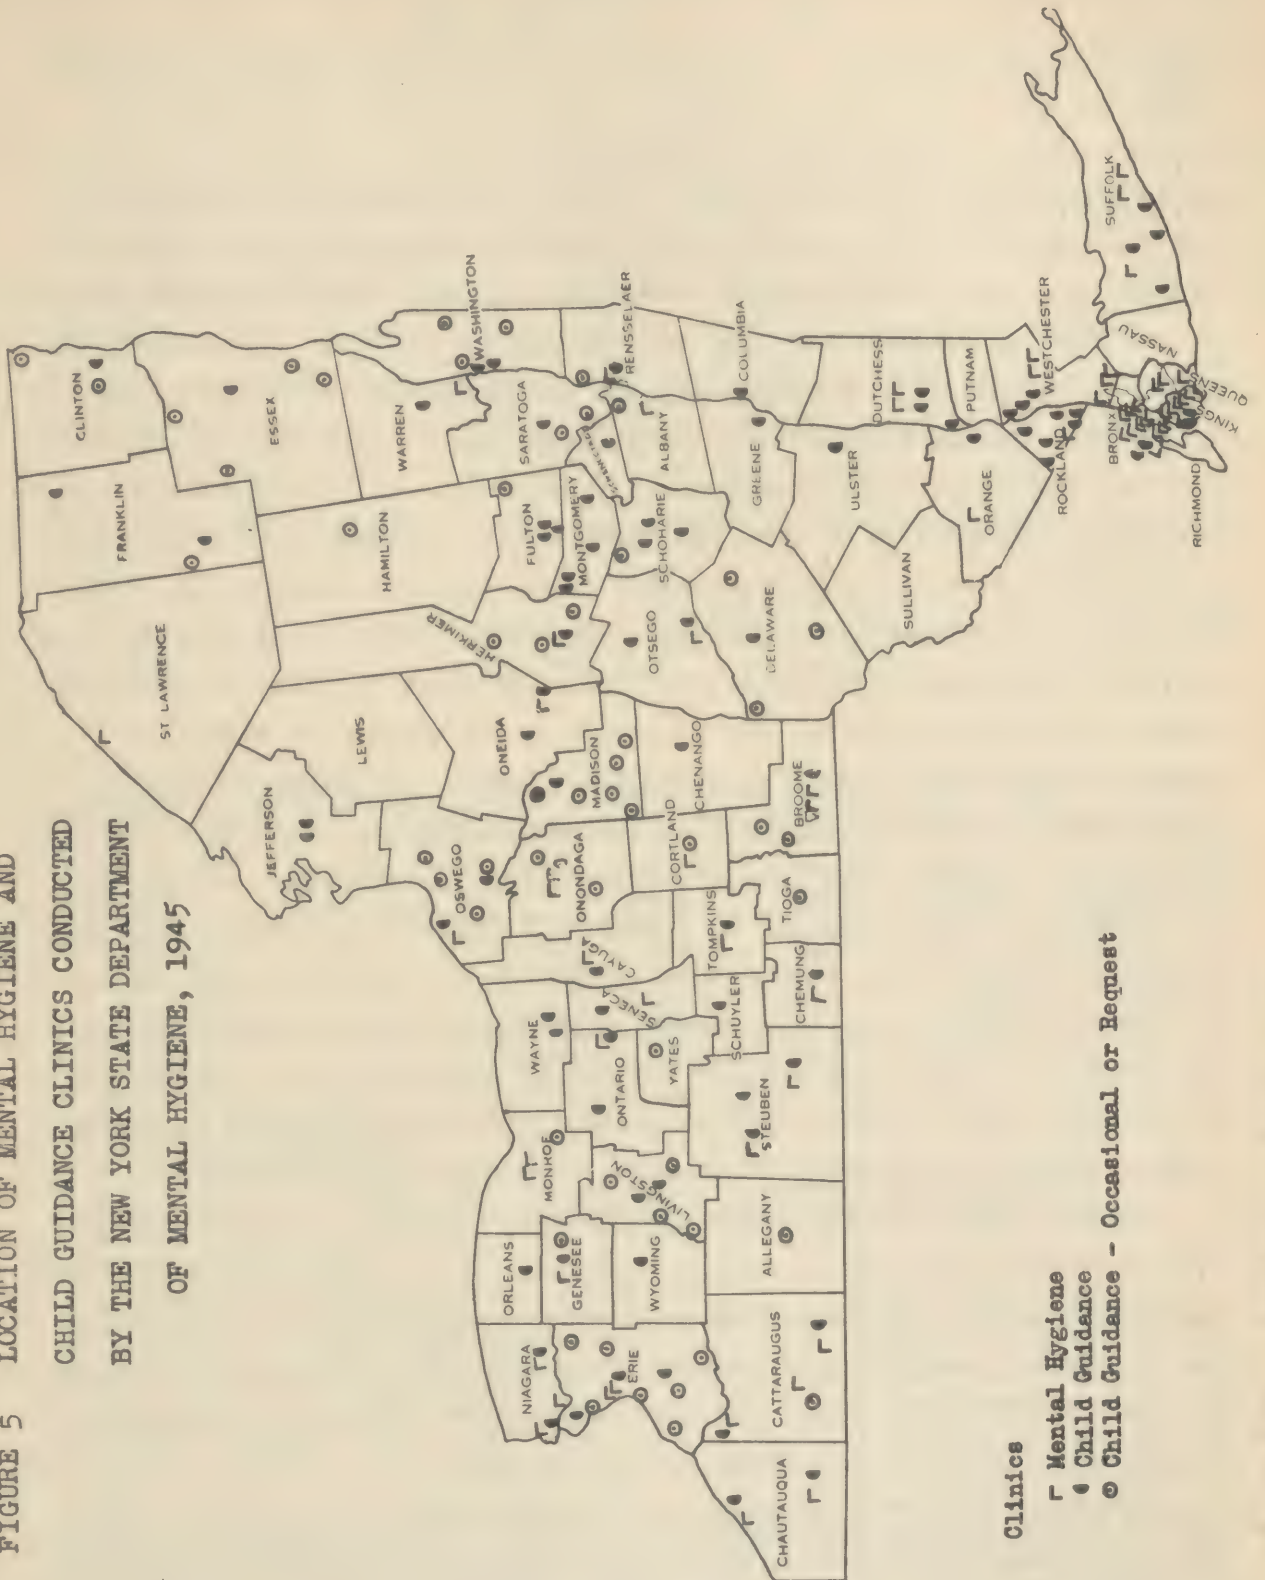 FIGURE 5 LOCATION OF MENTAL HYGIENE AND
CHILD GUIDANCE CLINICS CONDUCTED
BY THE NEW YORK STATE DEPARTMENT
OF MENTAL HYGIENE, 1945
CLINTON
FRANKLIN
ST LAWRENCE
ESSEX
JEFFERSON
LEWIS
HAMILTON
WARREN
WASHINGTON
HERKIMER
ONEIDA
OSWEGO
FULTON
SARATOGA
MONTGOMERY
SCHENECTADY
RENSSELAER
NIAGARA
ORLEANS
MONROE
WAYNE
CAYUGA
ONONDAGA
MADISON
GENESEE
ONTARIO
SENECA
OTSEGO
SCHOHARIE
ALBANY
ERIE
WYOMING
LIVINGSTON
YATES
CORTLAND
CHENANGO
TOMPKINS
SCHUYLER
GREENE
COLUMBIA
DELAWARE
CHAUTAUQUA
CATTARAUGUS
ALLEGANY
STEUBEN
CHEMUNG
TIOGA
BROOME
ULSTER
DUTCHESS
SULLIVAN
ORANGE
PUTNAM
ROCKLAND
WESTCHESTER
BRONX
NASSAU
SUFFOLK
QUEENS
KINGS
RICHMOND
Clinics
Mental Hygiene
Child Guidance
Child Guidance - Occasional or Request